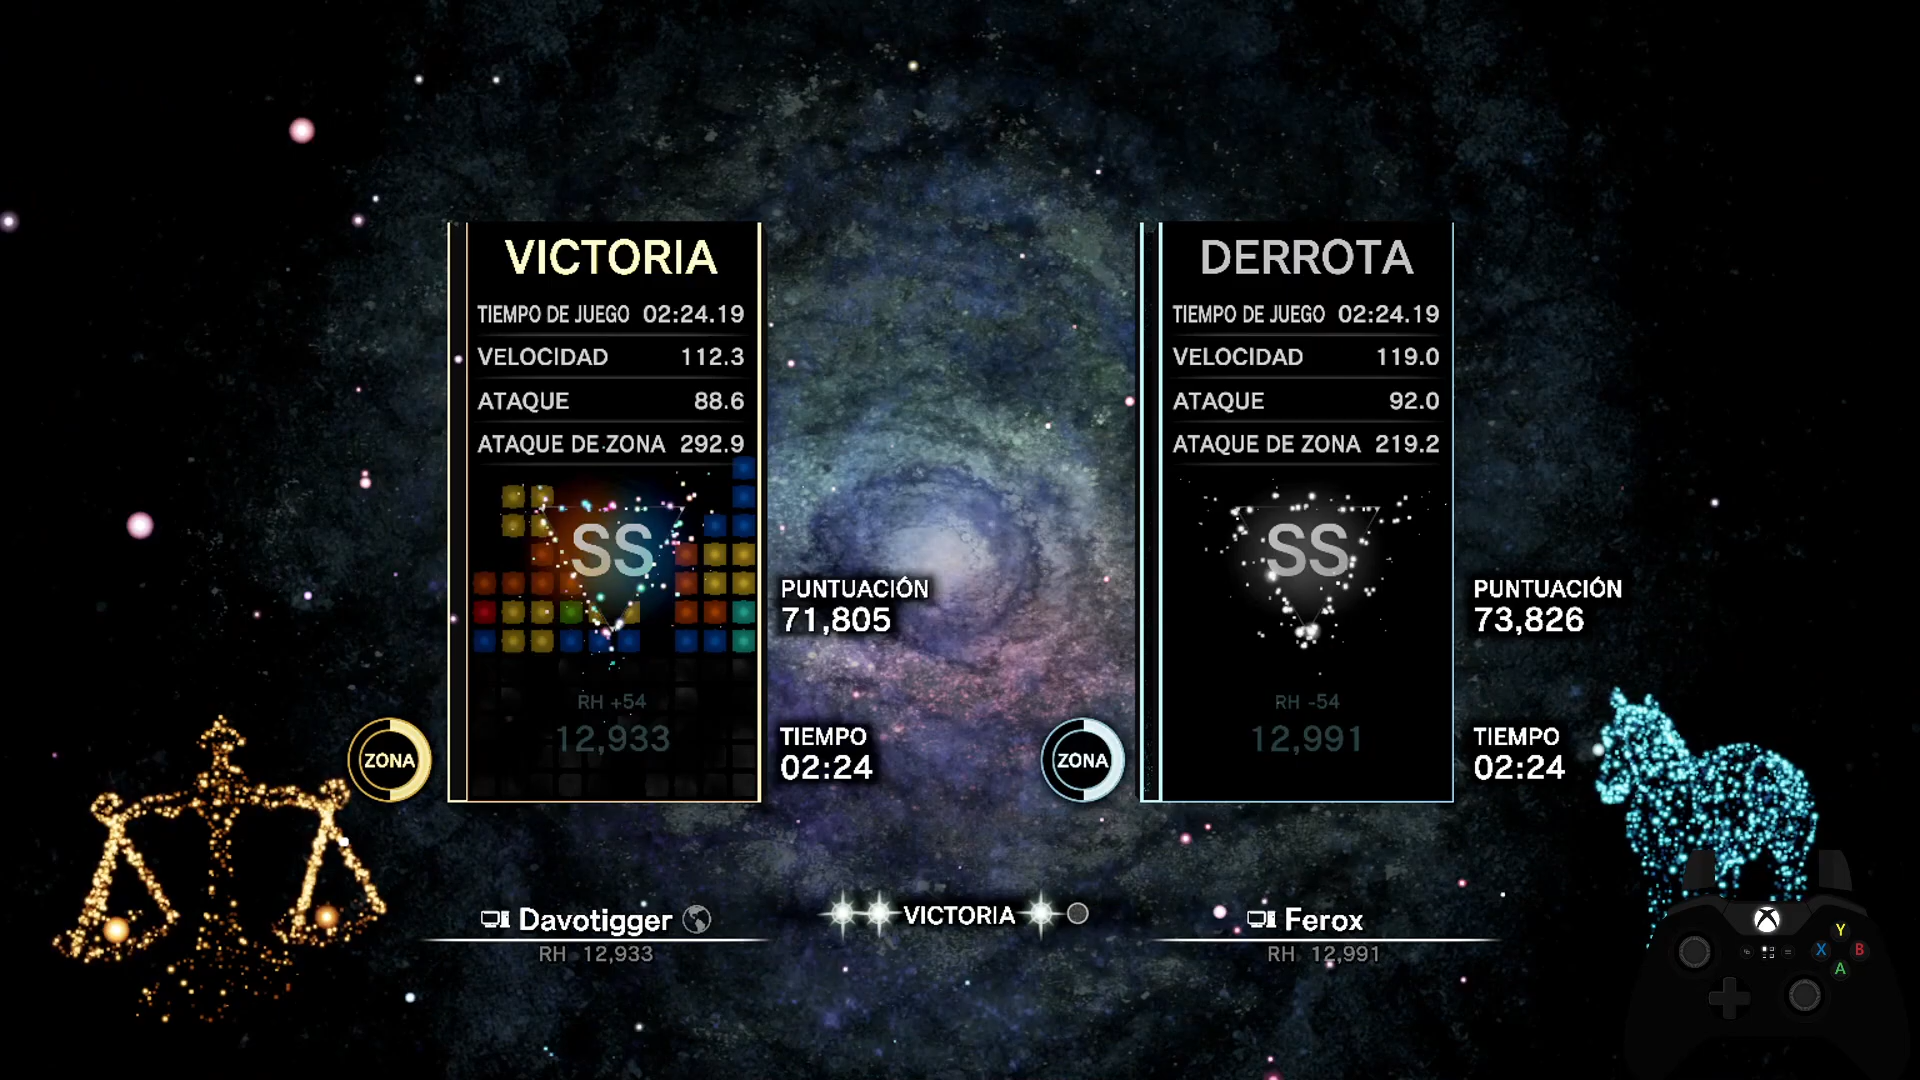 VICTORIA
TIEMPO DE JUEGO 02:24.19
VELOCIDAD 112.3
ATAQUE 88.6
ATAQUE DE ZONA 292.9
SS
RH +54
12,933
PUNTUACIÓN
71,805
TIEMPO
02:24
ZONA
Davotigger
RH 12,933
VICTORIA
DERROTA
TIEMPO DE JUEGO 02:24.19
VELOCIDAD 119.0
ATAQUE 92.0
ATAQUE DE ZONA 219.2
SS
RH -54
12,991
PUNTUACIÓN
73,826
TIEMPO
02:24
ZONA
Ferox
RH 12,991
Y
X B
A